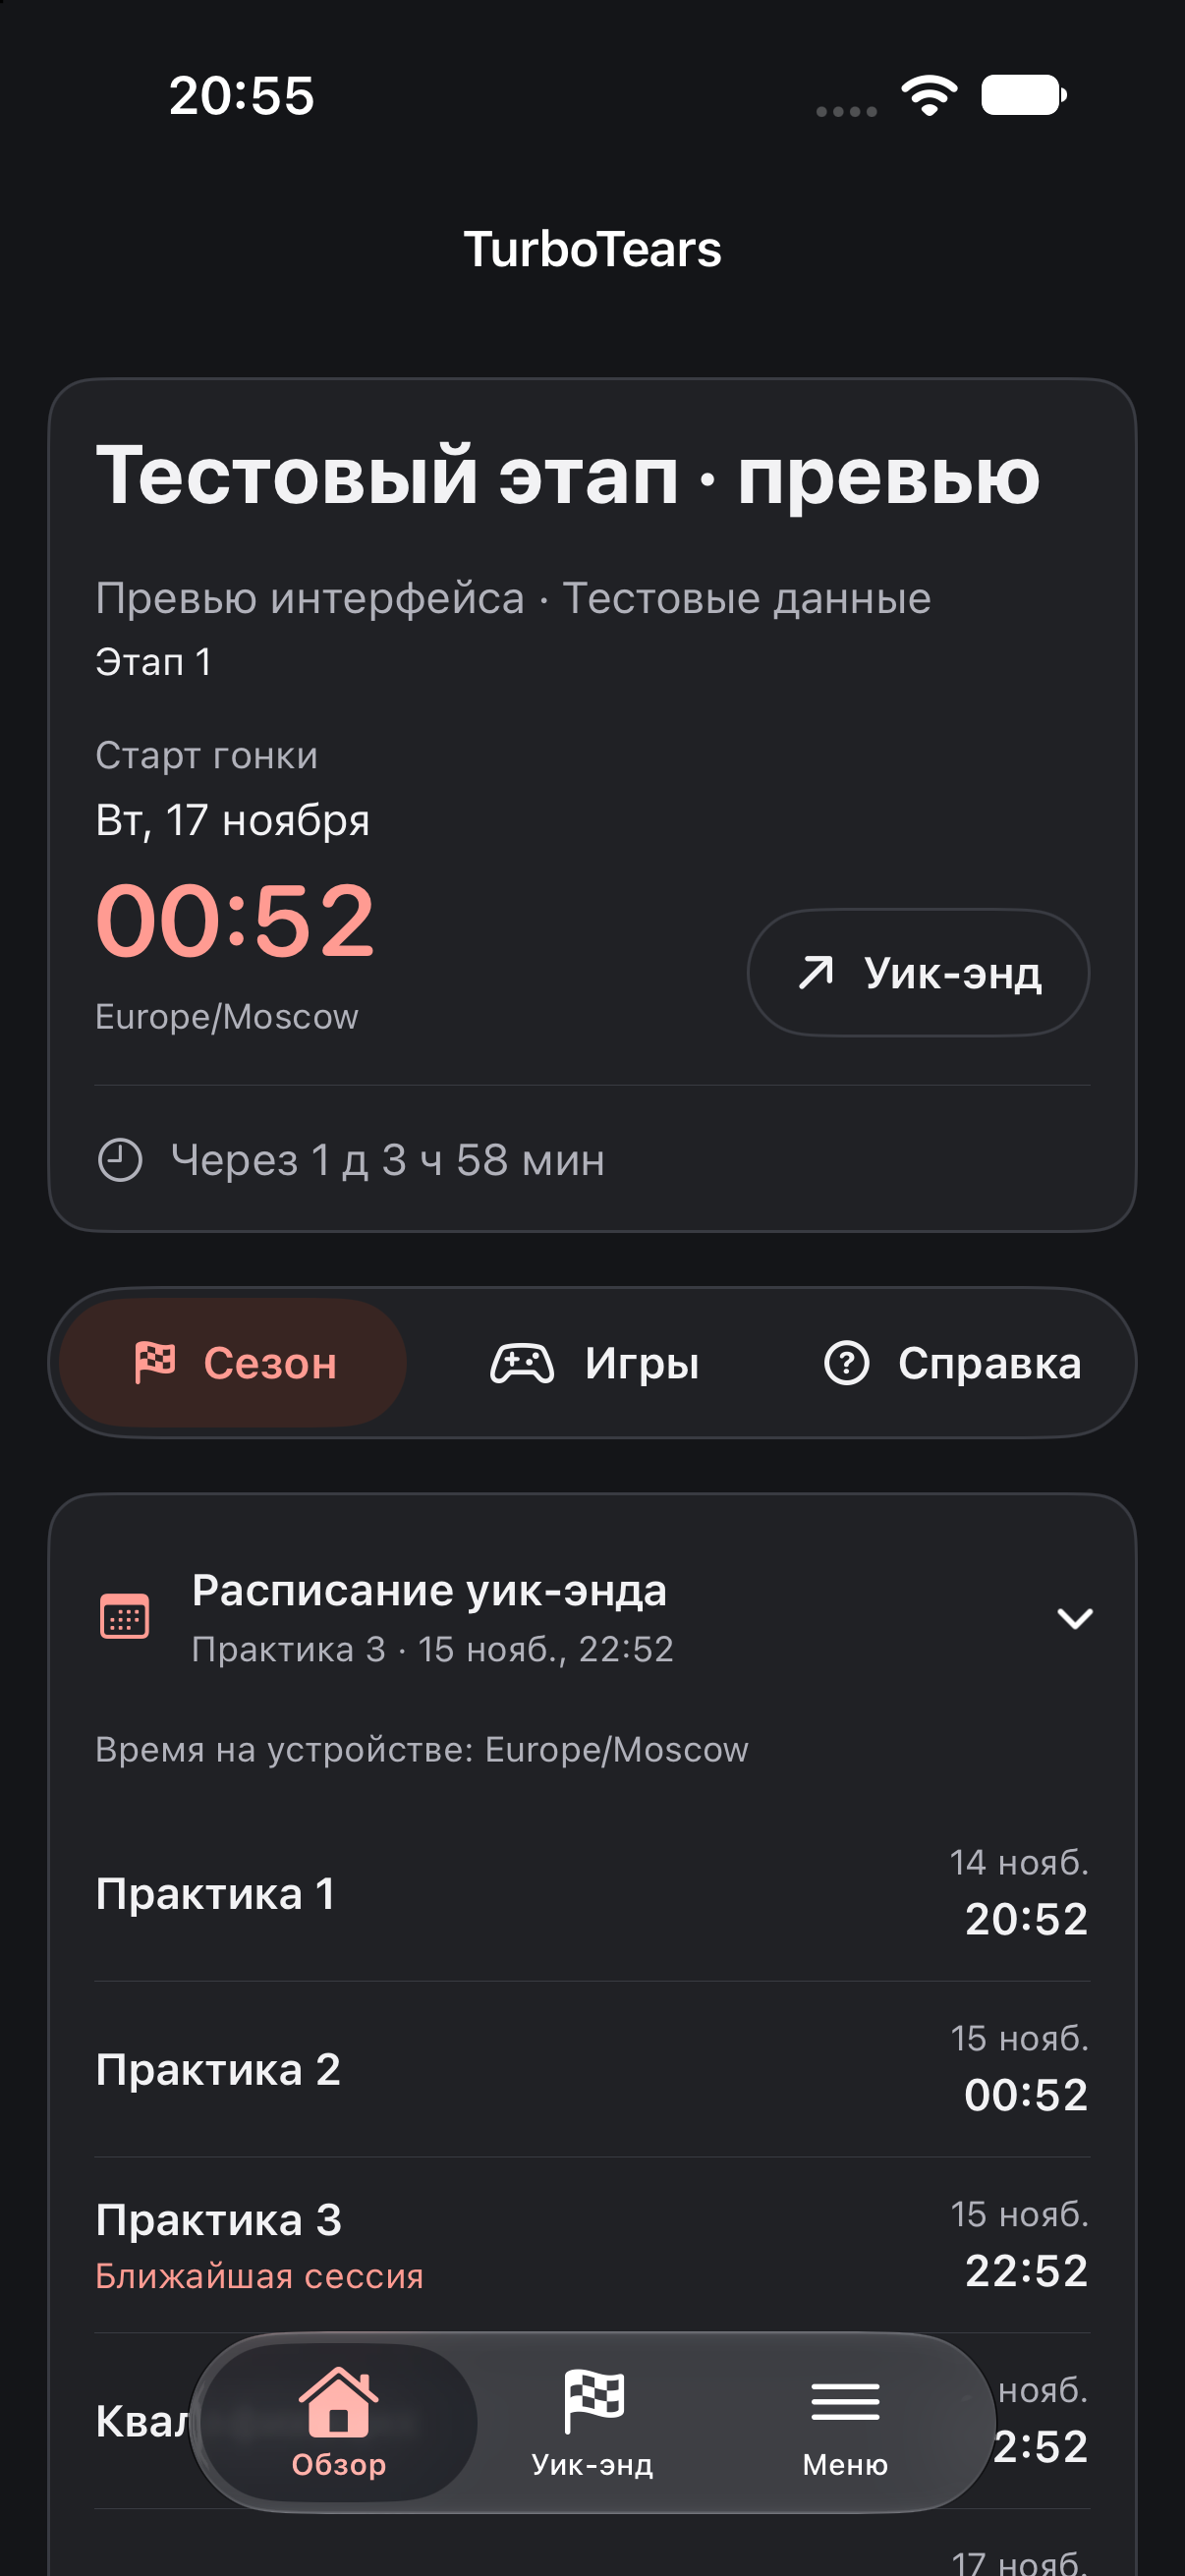 20:55
TurboTears
Тестовый этап · превью
Превью интерфейса · Тестовые данные
Этап 1
Старт гонки
Вт, 17 ноября
00:52
Europe/Moscow
Уик-энд
Через 1 д 3 ч 58 мин
Сезон
Игры
Справка
Расписание уик-энда
Практика 3 · 15 нояб., 22:52
Время на устройстве: Europe/Moscow
Практика 1
14 нояб.
20:52
Практика 2
15 нояб.
00:52
Практика 3
Ближайшая сессия
15 нояб.
22:52
нояб.
2:52
Обзор
Уик-энд
Меню
17 нояб.